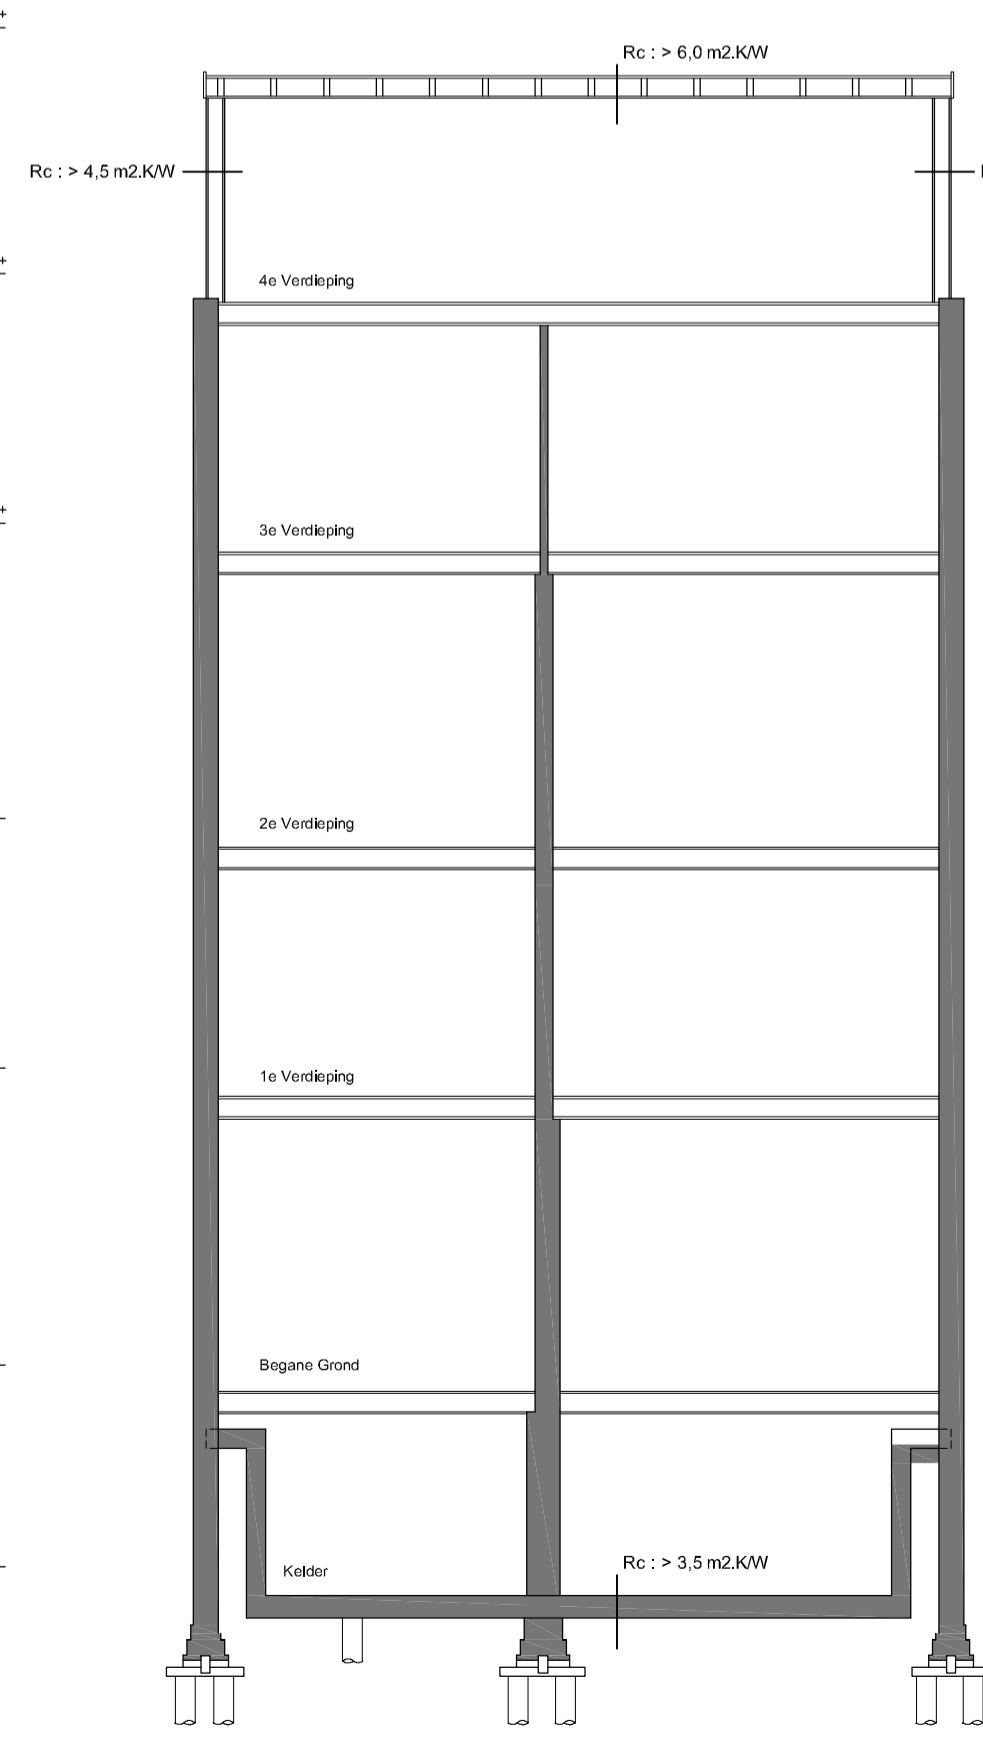 Rc : > 6,0 m2.K/W
Rc : > 4,5 m2.K/W
4e Verdieping
3e Verdieping
2e Verdieping
1e Verdieping
Begane Grond
Rc : > 3,5 m2.K/W
Kelder